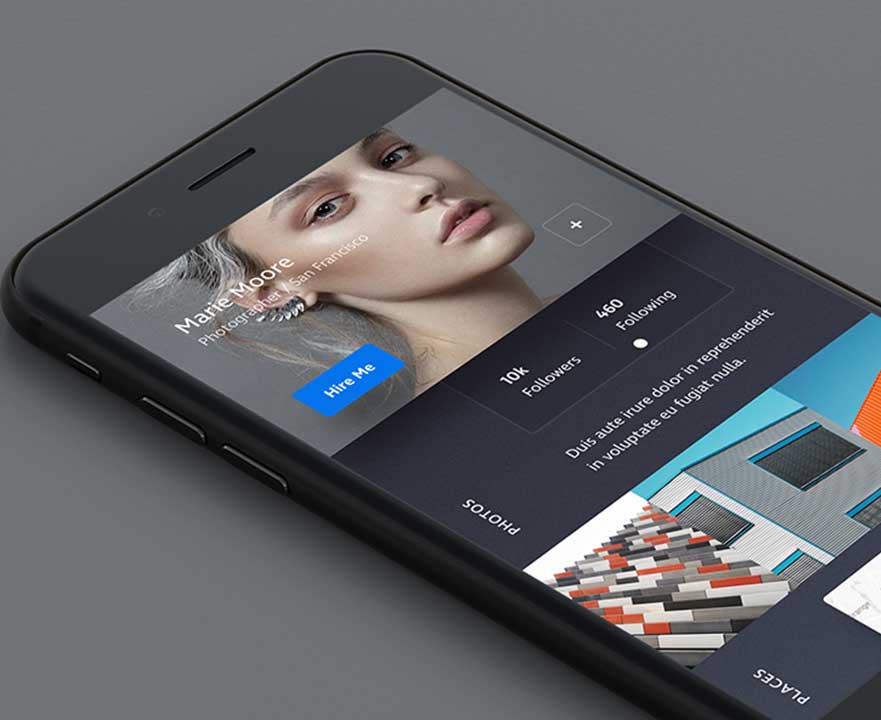 Marie Moore
Photographer / San Francisco
Hire Me
+
10k
Followers
460
Following
Duis aute irure dolor in reprehenderit
in voluptate eu fugiat nulla.
PHOTOS
PLACES